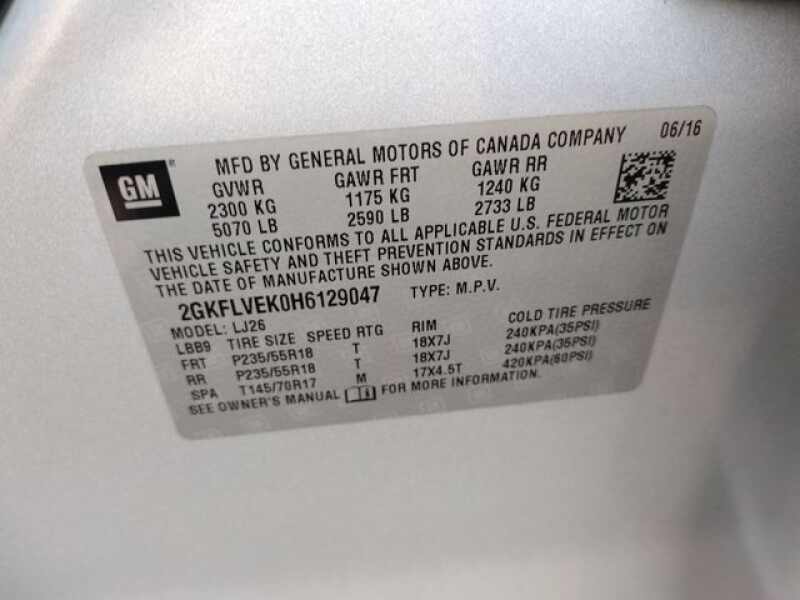 GM ® MFD BY GENERAL MOTORS OF CANADA COMPANY 06/16
GVWR GAWR FRT GAWR RR
2300 KG 1175 KG 1240 KG
5070 LB 2590 LB 2733 LB
THIS VEHICLE CONFORMS TO ALL APPLICABLE U.S. FEDERAL MOTOR
VEHICLE SAFETY AND THEFT PREVENTION STANDARDS IN EFFECT ON
THE DATE OF MANUFACTURE SHOWN ABOVE.
2GKFLVEK0H6129047 TYPE: M.P.V.
MODEL: LJ26
LBB9 TIRE SIZE SPEED RTG RIM COLD TIRE PRESSURE
FRT P235/55R18 T 18X7J 240KPA(35PSI)
RR P235/55R18 T 18X7J 240KPA(35PSI)
SPA T145/70R17 M 17X4.5T 420KPA(60PSI)
SEE OWNER'S MANUAL FOR MORE INFORMATION.